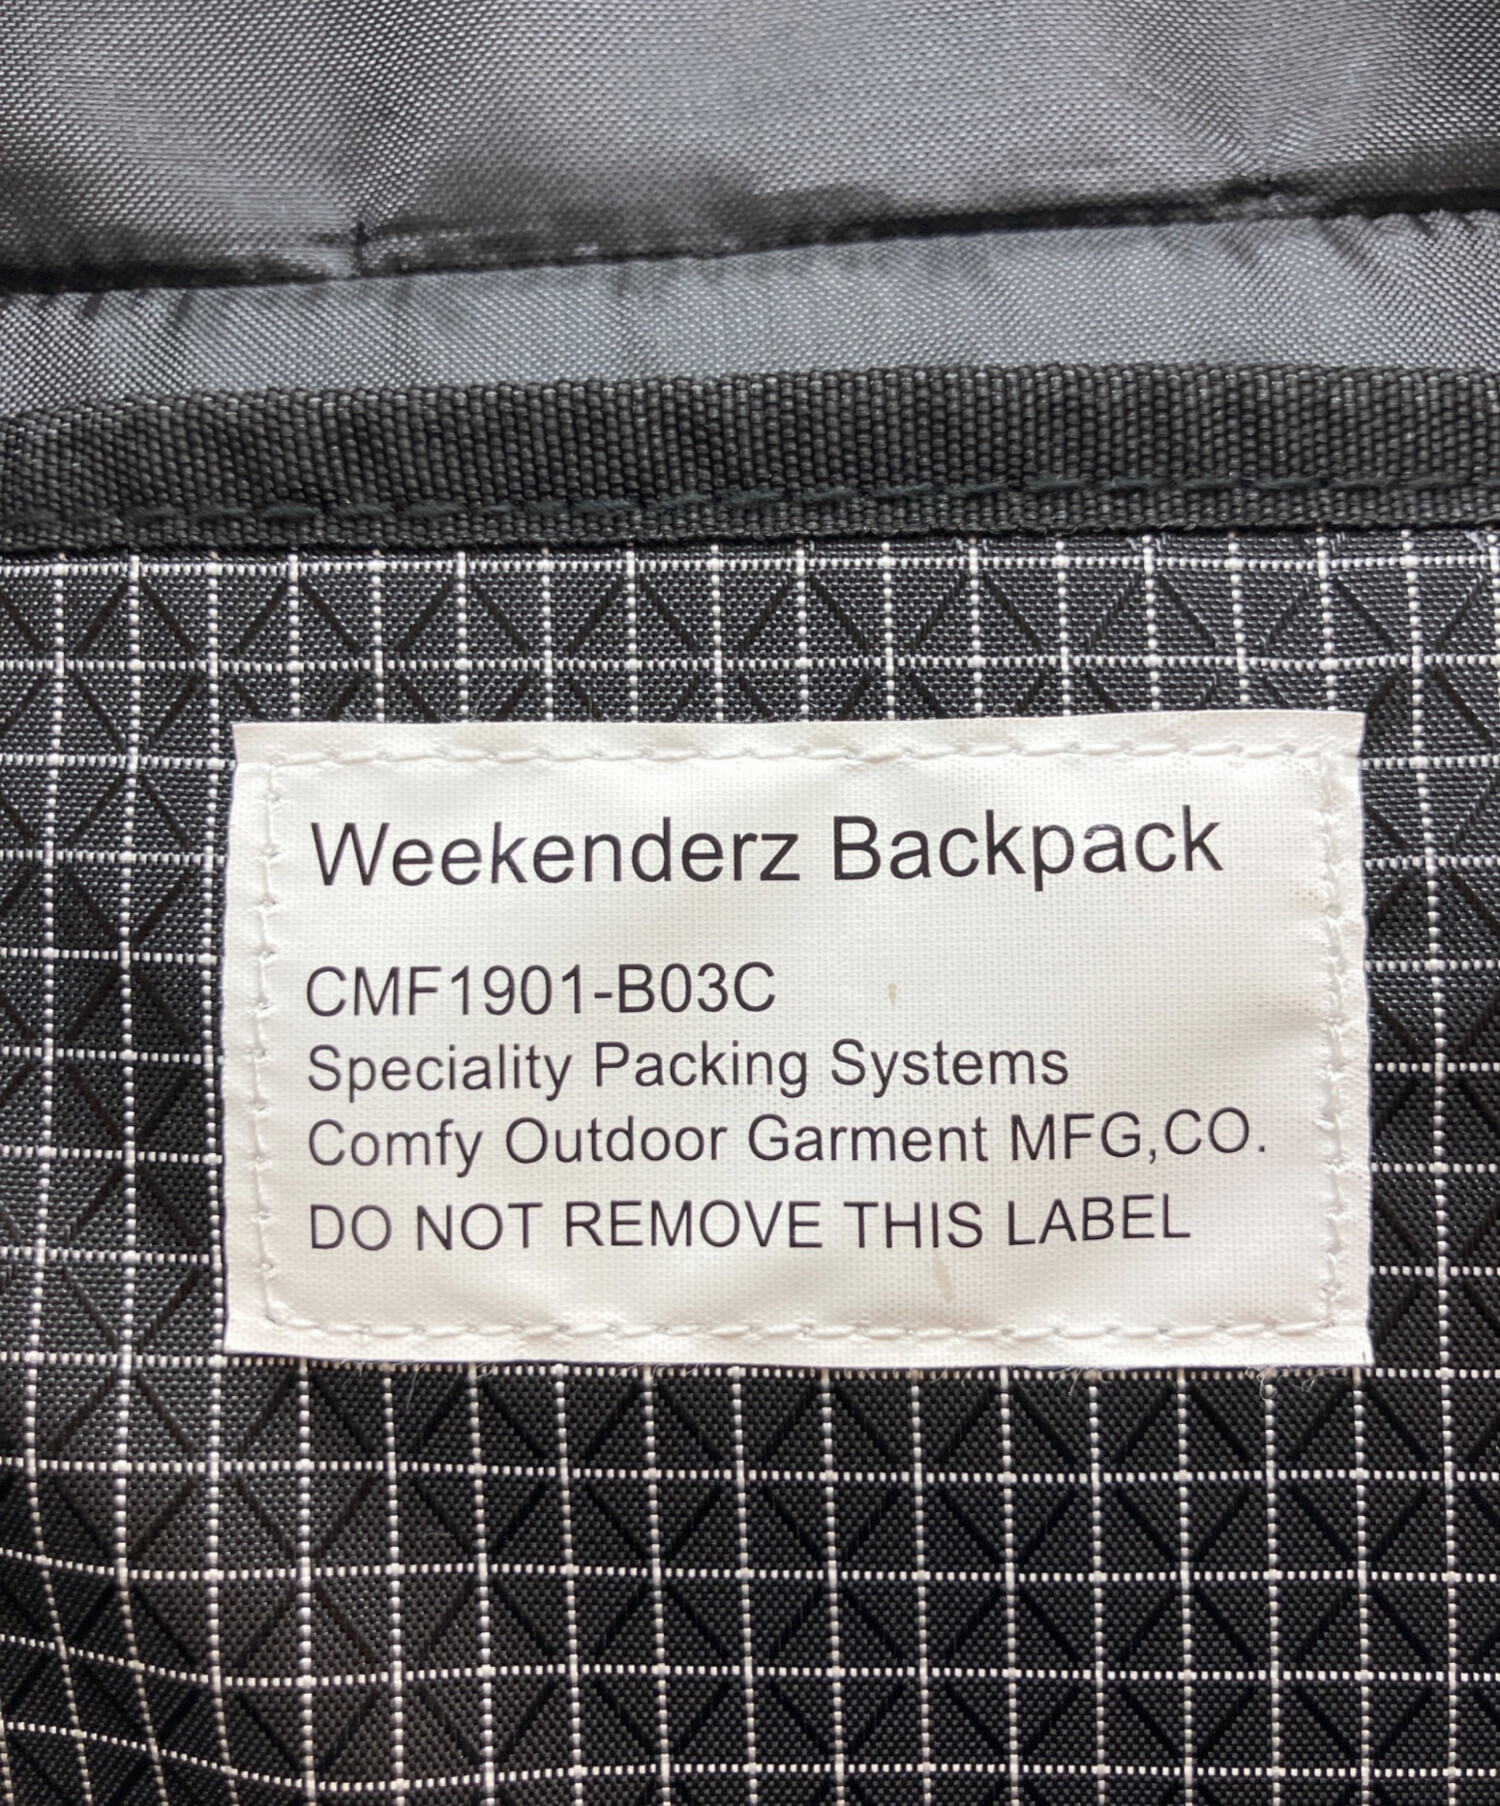 Weekenderz Backpack
CMF1901-B03C
Speciality Packing Systems
Comfy Outdoor Garment MFG,CO.
DO NOT REMOVE THIS LABEL